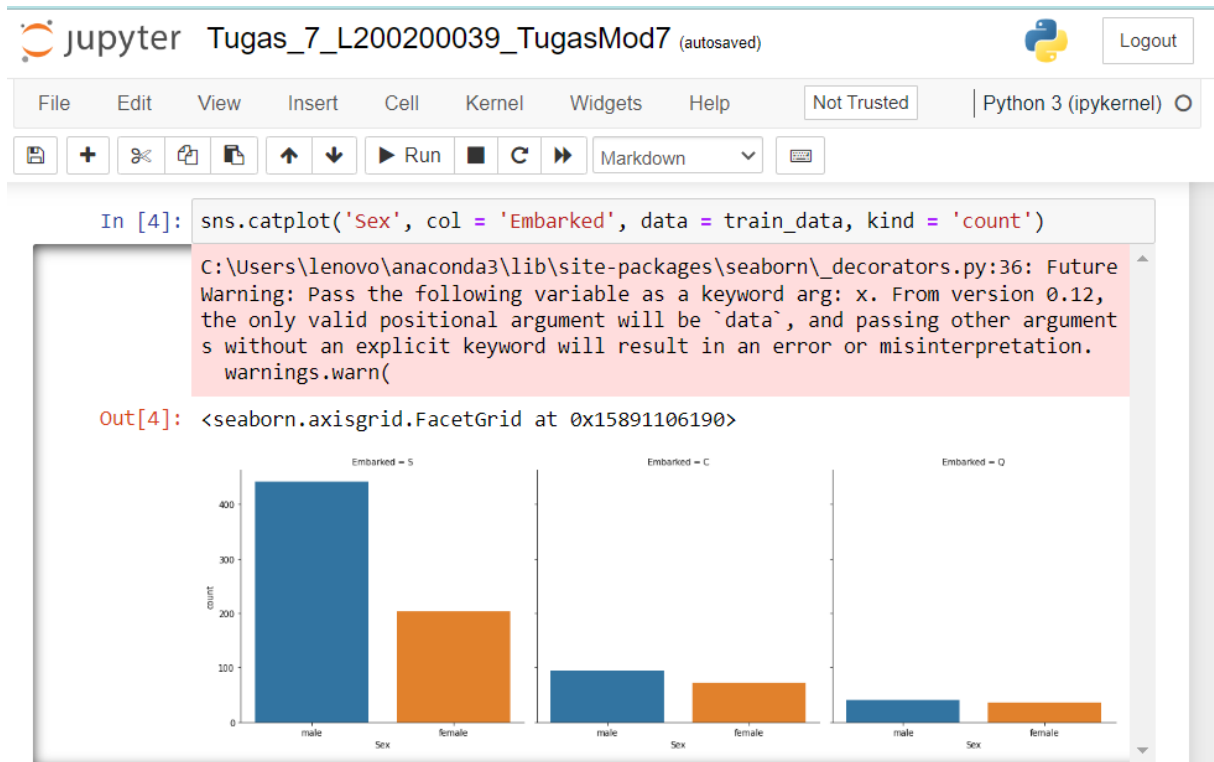 jupyter Tugas_7_L200200039_TugasMod7 (autosaved) Logout
File Edit View Insert Cell Kernel Widgets Help Not Trusted Python 3 (ipykernel)
Run Markdown
In [4]: sns.catplot('Sex', col = 'Embarked', data = train_data, kind = 'count')
C:\Users\lenovo\anaconda3\lib\site-packages\seaborn\_decorators.py:36: Future
Warning: Pass the following variable as a keyword arg: x. From version 0.12,
the only valid positional argument will be `data`, and passing other argument
s without an explicit keyword will result in an error or misinterpretation.
warnings.warn(
Out[4]: <seaborn.axisgrid.FacetGrid at 0x15891106190>
Embarked = S Embarked = C Embarked = Q
400
300
count
200
100
0
male female male female male female
Sex Sex Sex